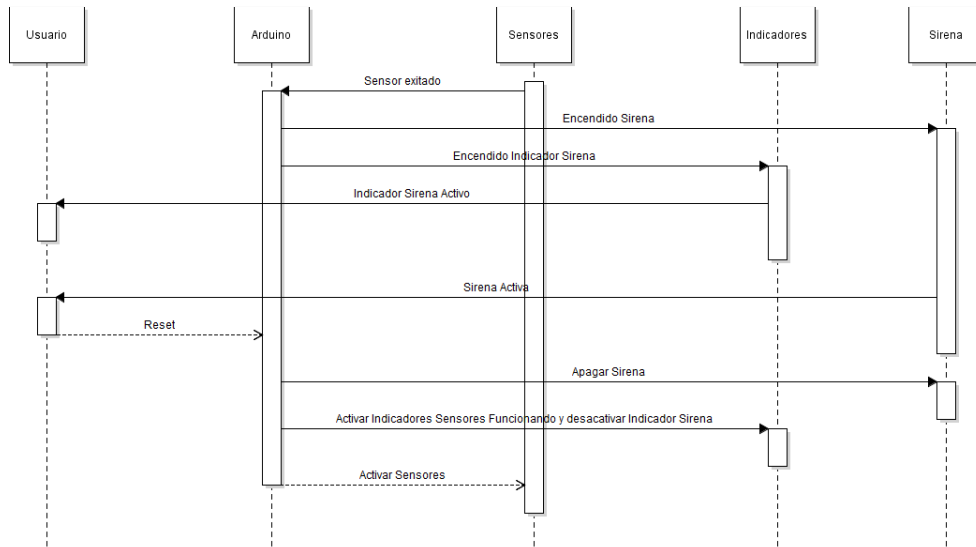 Usuario
Arduino
Sensores
Indicadores
Sirena
Sensor exitado
Encendido Sirena
Encendido Indicador Sirena
Indicador Sirena Activo
Sirena Activa
Reset
Apagar Sirena
Activar Indicadores Sensores Funcionando y desacativar Indicador Sirena
Activar Sensores